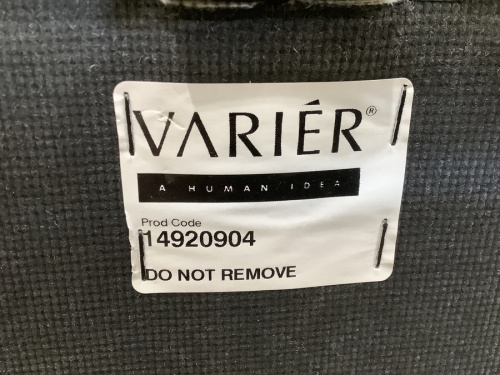 VARIÉR®
A HUMAN IDEA
Prod Code
14920904
DO NOT REMOVE